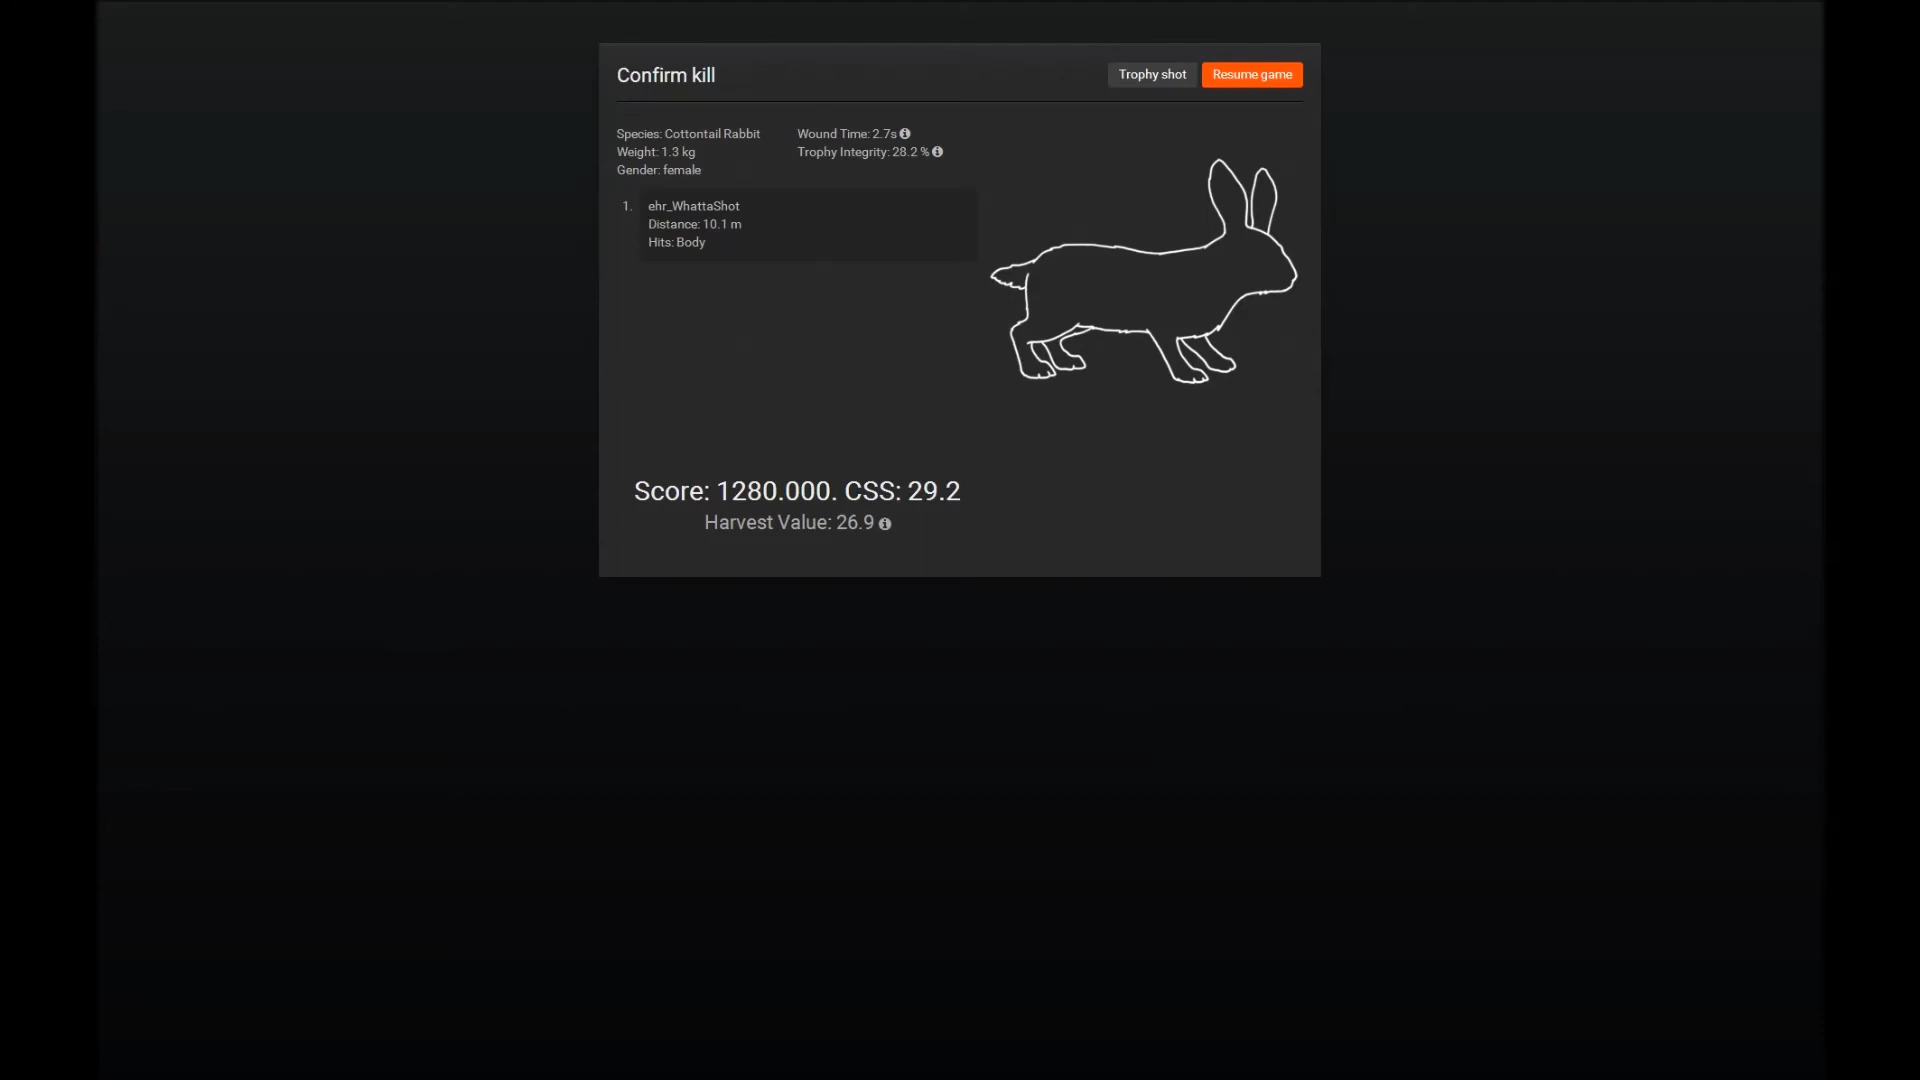 Confirm kill
Trophy shot
Resume game
Species: Cottontail Rabbit
Weight: 1.3 kg
Gender: female
Wound Time: 2.7s
Trophy Integrity: 28.2 %
1. ehr_WhattaShot
Distance: 10.1 m
Hits: Body
Score: 1280.000. CSS: 29.2
Harvest Value: 26.9